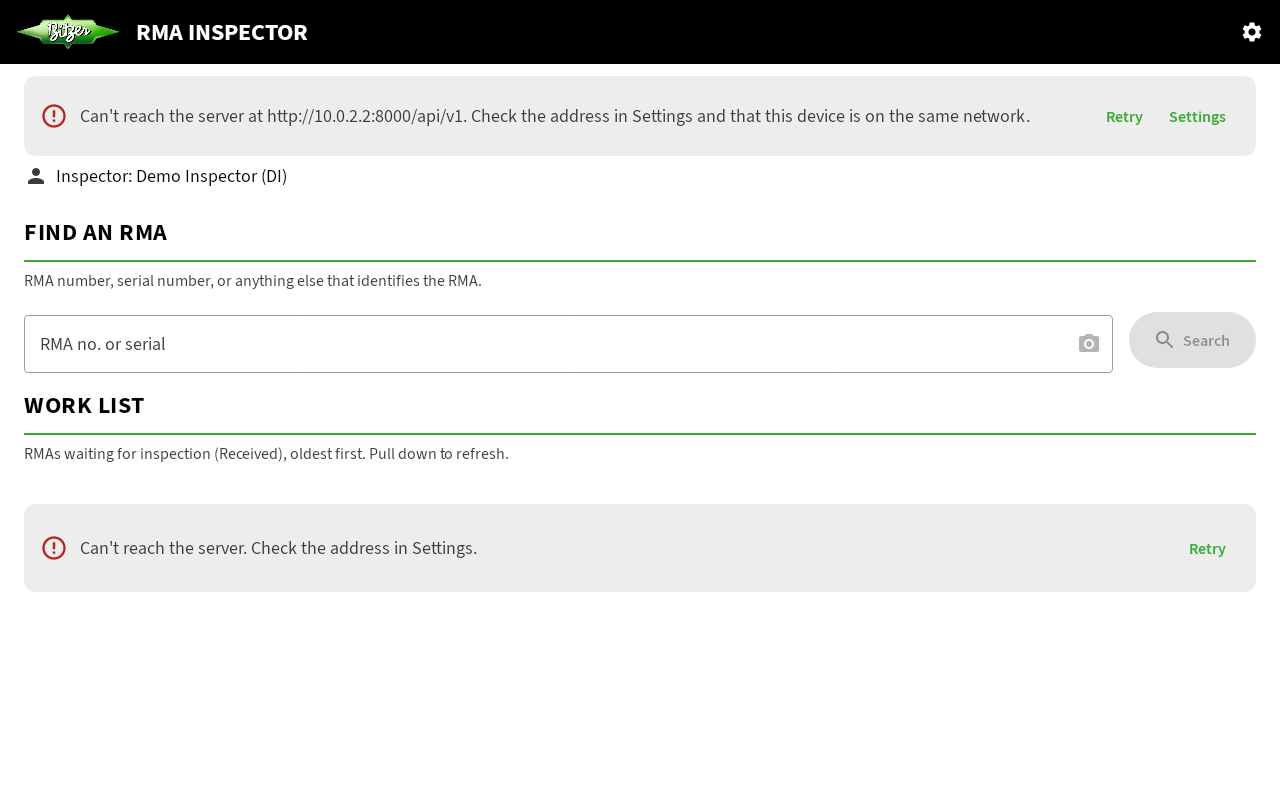 Bitzer
RMA INSPECTOR
Can't reach the server at http://10.0.2.2:8000/api/v1. Check the address in Settings and that this device is on the same network.
Retry
Settings
Inspector: Demo Inspector (DI)
FIND AN RMA
RMA number, serial number, or anything else that identifies the RMA.
RMA no. or serial
Search
WORK LIST
RMAs waiting for inspection (Received), oldest first. Pull down to refresh.
Can't reach the server. Check the address in Settings.
Retry